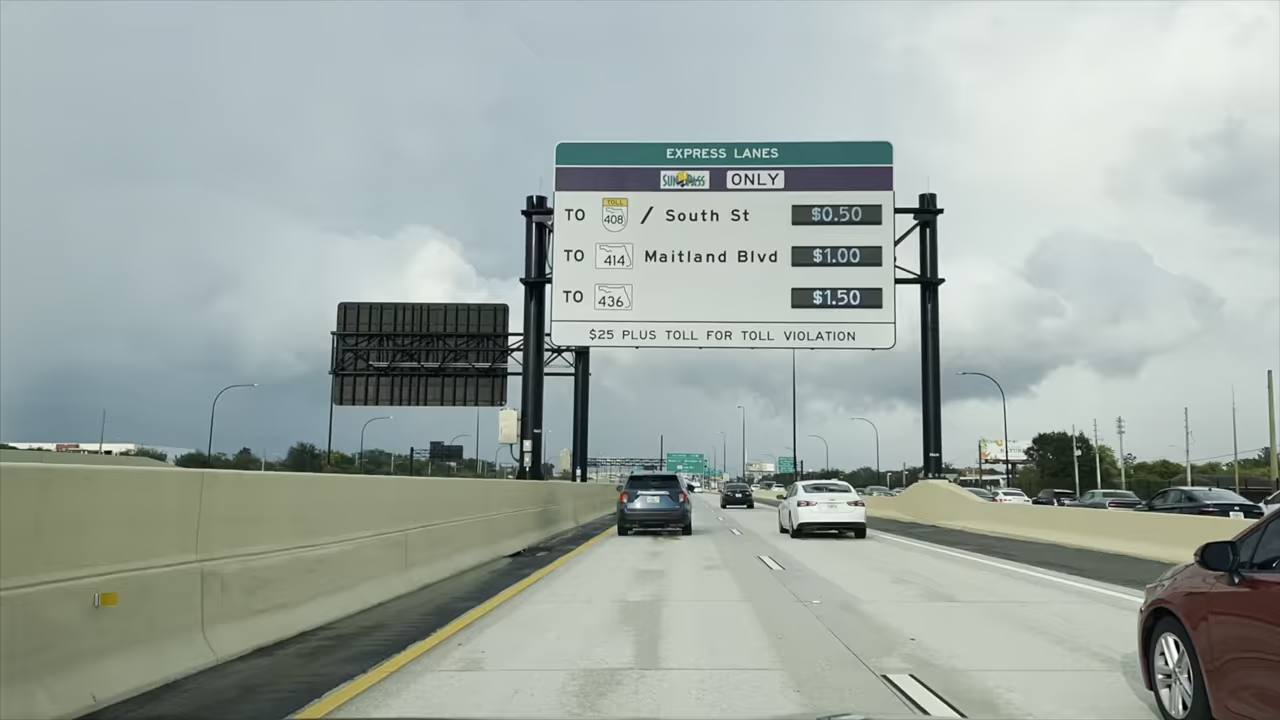 EXPRESS LANES
SUNPASS ONLY
TO TOLL 408 / South St $0.50
TO 414 Maitland Blvd $1.00
TO 436 $1.50
$25 PLUS TOLL FOR TOLL VIOLATION